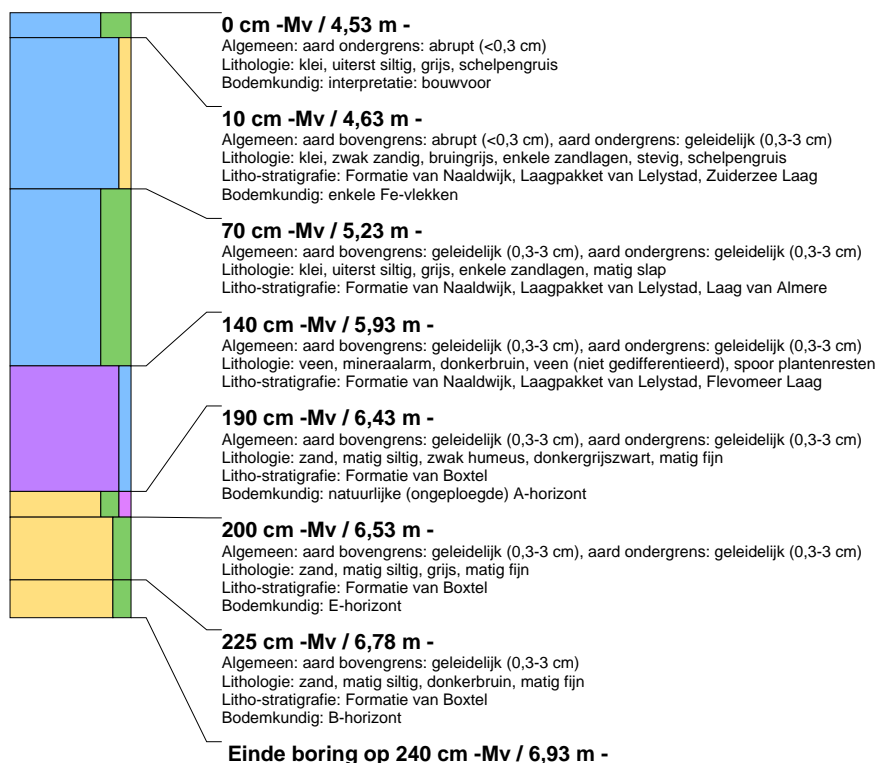 0 cm -Mv / 4,53 m -
Algemeen: aard ondergrens: abrupt (<0,3 cm)
Lithologie: klei, uiterst siltig, grijs, schelpengruis
Bodemkundig: interpretatie: bouwvoor
10 cm -Mv / 4,63 m -
Algemeen: aard bovengrens: abrupt (<0,3 cm), aard ondergrens: geleidelijk (0,3-3 cm)
Lithologie: klei, zwak zandig, bruingrijs, enkele zandlagen, stevig, schelpengruis
Litho-stratigrafie: Formatie van Naaldwijk, Laagpakket van Lelystad, Zuiderzee Laag
Bodemkundig: enkele Fe-vlekken
70 cm -Mv / 5,23 m -
Algemeen: aard bovengrens: geleidelijk (0,3-3 cm), aard ondergrens: geleidelijk (0,3-3 cm)
Lithologie: klei, uiterst siltig, grijs, enkele zandlagen, matig slap
Litho-stratigrafie: Formatie van Naaldwijk, Laagpakket van Lelystad, Laag van Almere
140 cm -Mv / 5,93 m -
Algemeen: aard bovengrens: geleidelijk (0,3-3 cm), aard ondergrens: geleidelijk (0,3-3 cm)
Lithologie: veen, mineraalarm, donkerbruin, veen (niet gedifferentieerd), spoor plantenresten
Litho-stratigrafie: Formatie van Naaldwijk, Laagpakket van Lelystad, Flevomeer Laag
190 cm -Mv / 6,43 m -
Algemeen: aard bovengrens: geleidelijk (0,3-3 cm), aard ondergrens: geleidelijk (0,3-3 cm)
Lithologie: zand, matig siltig, zwak humeus, donkergrijszwart, matig fijn
Litho-stratigrafie: Formatie van Boxtel
Bodemkundig: natuurlijke (ongeploegde) A-horizont
200 cm -Mv / 6,53 m -
Algemeen: aard bovengrens: geleidelijk (0,3-3 cm), aard ondergrens: geleidelijk (0,3-3 cm)
Lithologie: zand, matig siltig, grijs, matig fijn
Litho-stratigrafie: Formatie van Boxtel
Bodemkundig: E-horizont
225 cm -Mv / 6,78 m -
Algemeen: aard bovengrens: geleidelijk (0,3-3 cm)
Lithologie: zand, matig siltig, donkerbruin, matig fijn
Litho-stratigrafie: Formatie van Boxtel
Bodemkundig: B-horizont
Einde boring op 240 cm -Mv / 6,93 m -